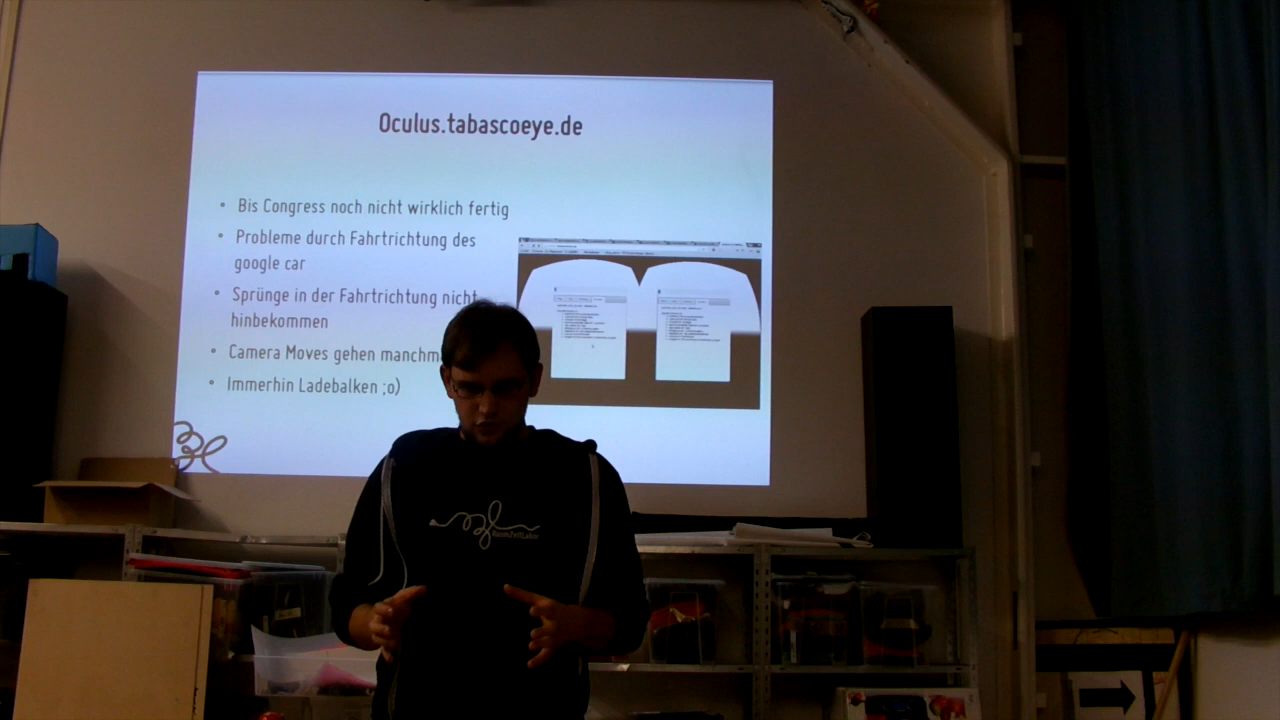 Oculus.tabascoeye.de
• Bis Congress noch nicht wirklich fertig
• Probleme durch Fahrtrichtung des
google car
• Sprünge in der Fahrtrichtung nicht
hinbekommen
• Camera Moves gehen manchm
• Immerhin Ladebalken ;o)
RaumZeitLabor